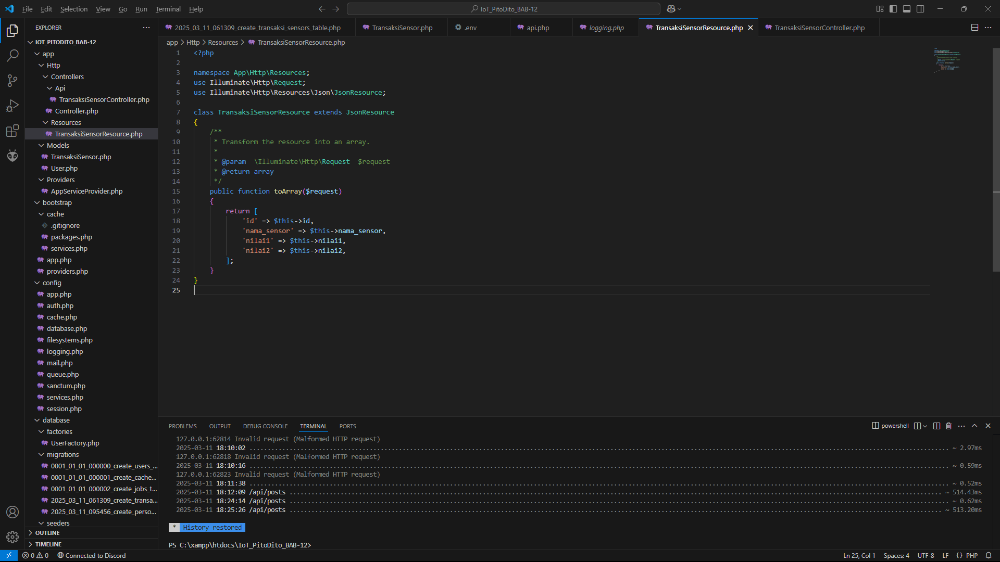 File Edit Selection View Go Run Terminal Help
IoT_PitoDito_BAB-12
EXPLORER
IOT_PITODITO_BAB-12
app
Http
Controllers
Api
TransaksiSensorController.php
Controller.php
Resources
TransaksiSensorResource.php
Models
TransaksiSensor.php
User.php
Providers
AppServiceProvider.php
bootstrap
cache
.gitignore
packages.php
services.php
app.php
providers.php
config
app.php
auth.php
cache.php
database.php
filesystems.php
logging.php
mail.php
queue.php
sanctum.php
services.php
session.php
database
factories
UserFactory.php
migrations
0001_01_01_000000_create_users_...
0001_01_01_000001_create_cache...
0001_01_01_000002_create_jobs_t...
2025_03_11_061309_create_transa...
2025_03_11_095456_create_perso...
seeders
OUTLINE
TIMELINE
2025_03_11_061309_create_transaksi_sensors_table.php TransaksiSensor.php .env api.php logging.php TransaksiSensorResource.php TransaksiSensorController.php
app > Http > Resources > TransaksiSensorResource.php
1 <?php
2
3 namespace App\Http\Resources;
4 use Illuminate\Http\Request;
5 use Illuminate\Http\Resources\Json\JsonResource;
6
7 class TransaksiSensorResource extends JsonResource
8 {
9 /**
10 * Transform the resource into an array.
11 *
12 * @param \Illuminate\Http\Request $request
13 * @return array
14 */
15 public function toArray($request)
16 {
17 return [
18 'id' => $this->id,
19 'nama_sensor' => $this->nama_sensor,
20 'nilai1' => $this->nilai1,
21 'nilai2' => $this->nilai2,
22 ];
23 }
24 }
25
PROBLEMS OUTPUT DEBUG CONSOLE TERMINAL PORTS
powershell
127.0.0.1:62814 Invalid request (Malformed HTTP request)
2025-03-11 18:10:02 ........ ~ 2.97ms
127.0.0.1:62818 Invalid request (Malformed HTTP request)
2025-03-11 18:10:16 ........ ~ 0.59ms
127.0.0.1:62823 Invalid request (Malformed HTTP request)
2025-03-11 18:11:38 ........ ~ 0.52ms
2025-03-11 18:12:09 /api/posts ........ ~ 514.43ms
2025-03-11 18:24:14 /api/posts ........ ~ 0.62ms
2025-03-11 18:25:26 /api/posts ........ ~ 513.20ms
* History restored
PS C:\xampp\htdocs\IoT_PitoDito_BAB-12>
0 0 Connected to Discord
Ln 25, Col 1 Spaces: 4 UTF-8 LF {} PHP